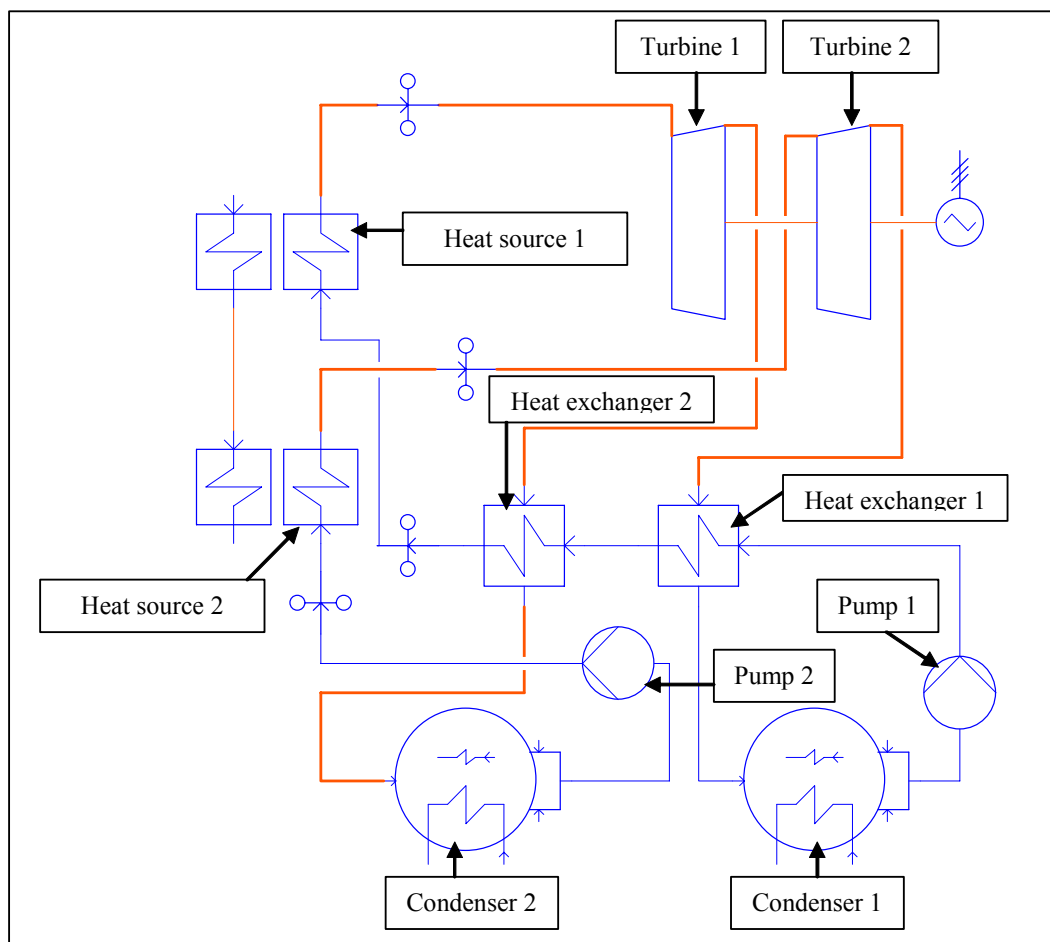 Turbine 1
Turbine 2
Heat source 1
Heat exchanger 2
Heat exchanger 1
Heat source 2
Pump 1
Pump 2
Condenser 2
Condenser 1